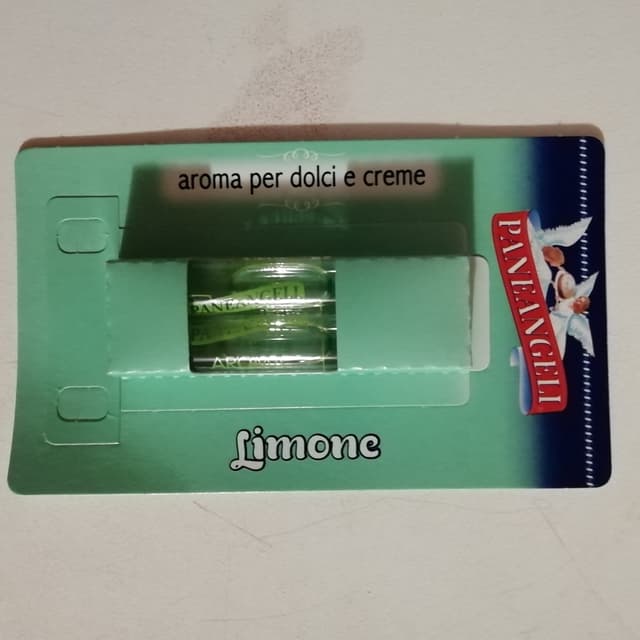 aroma per dolci e creme
PANEANGELI
PANEANGELI
Limone